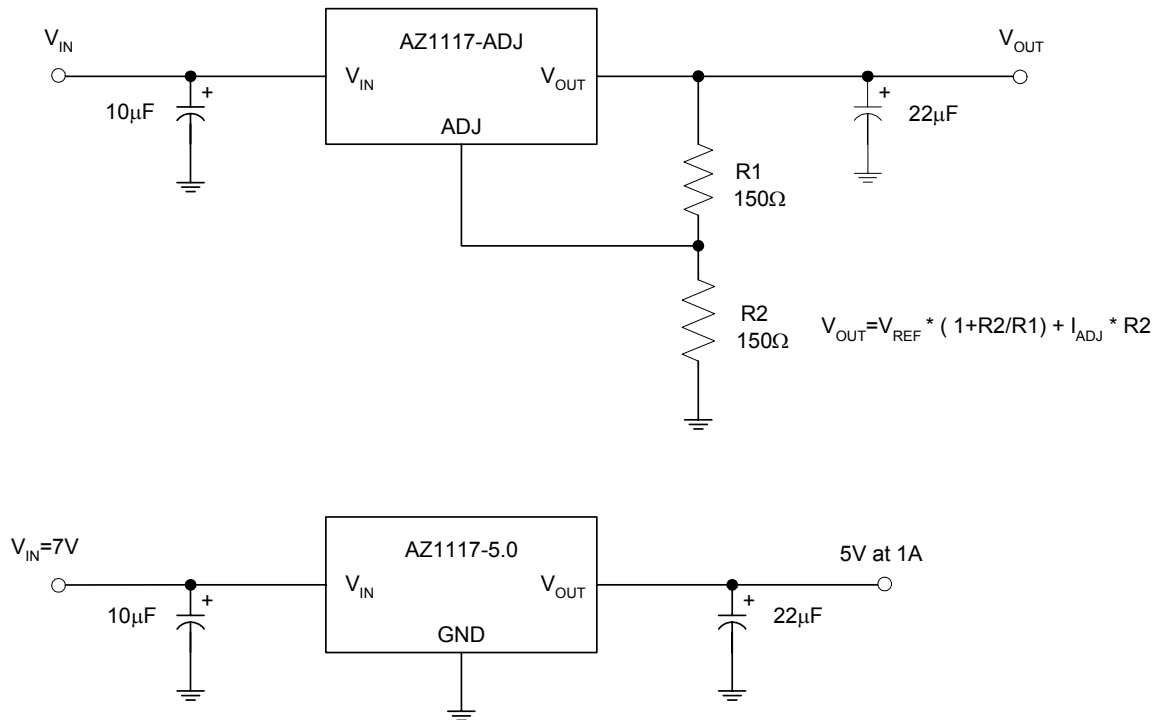 V_IN
AZ1117-ADJ
V_OUT
V_IN
V_OUT
10μF
+
ADJ
+
22μF
R1
150Ω
R2
150Ω
V_OUT=V_REF * ( 1+R2/R1) + I_ADJ * R2
V_IN=7V
AZ1117-5.0
5V at 1A
V_IN
V_OUT
10μF
+
GND
+
22μF